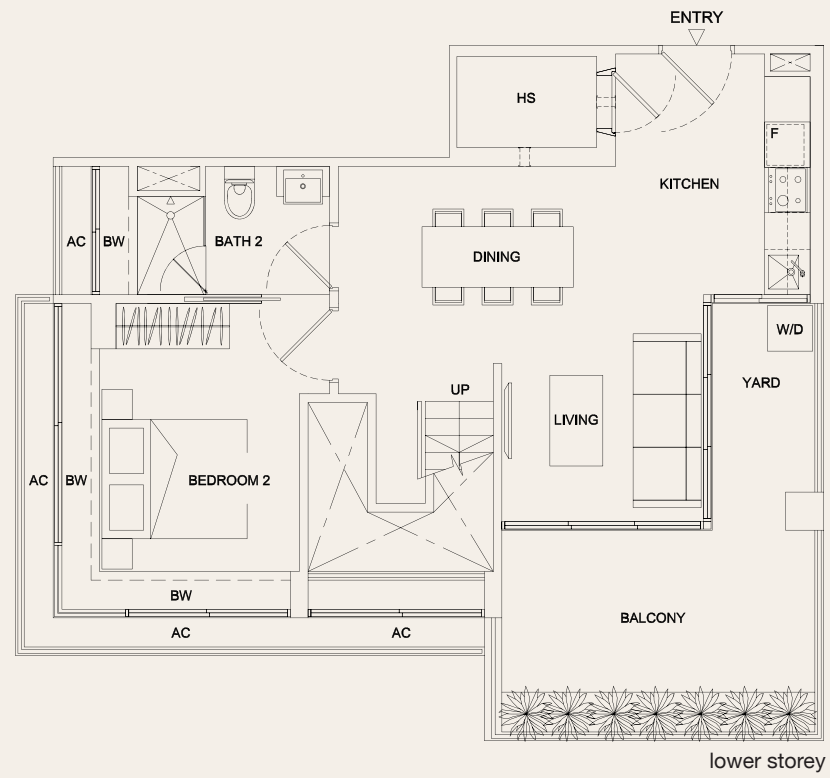 ENTRY
HS
F
KITCHEN
AC
BW
BATH 2
DINING
W/D
YARD
UP
LIVING
AC
BW
BEDROOM 2
BW
AC
AC
BALCONY
lower storey